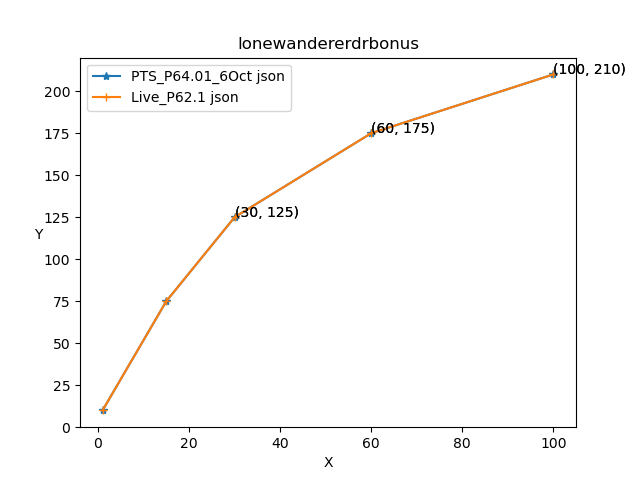 lonewandererdrbonus
PTS_P64.01_6Oct json
Live_P62.1 json
(100, 210)
(60, 175)
(30, 125)
200
175
150
125
100
75
50
25
0
Y
0 20 40 60 80 100
X